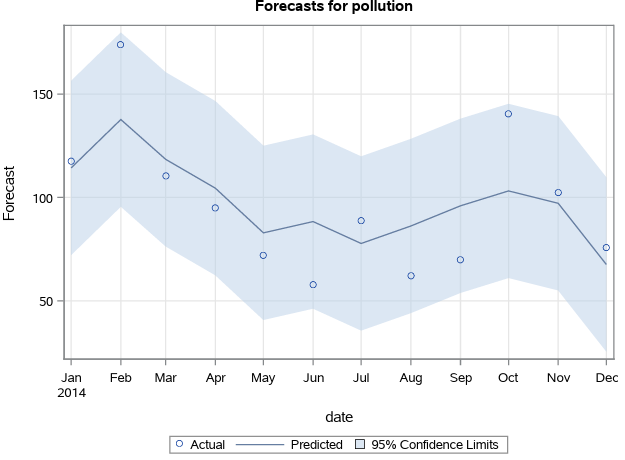 Forecasts for pollution
150
100
50
Forecast
Jan Feb Mar Apr May Jun Jul Aug Sep Oct Nov Dec
2014
date
Actual Predicted 95% Confidence Limits